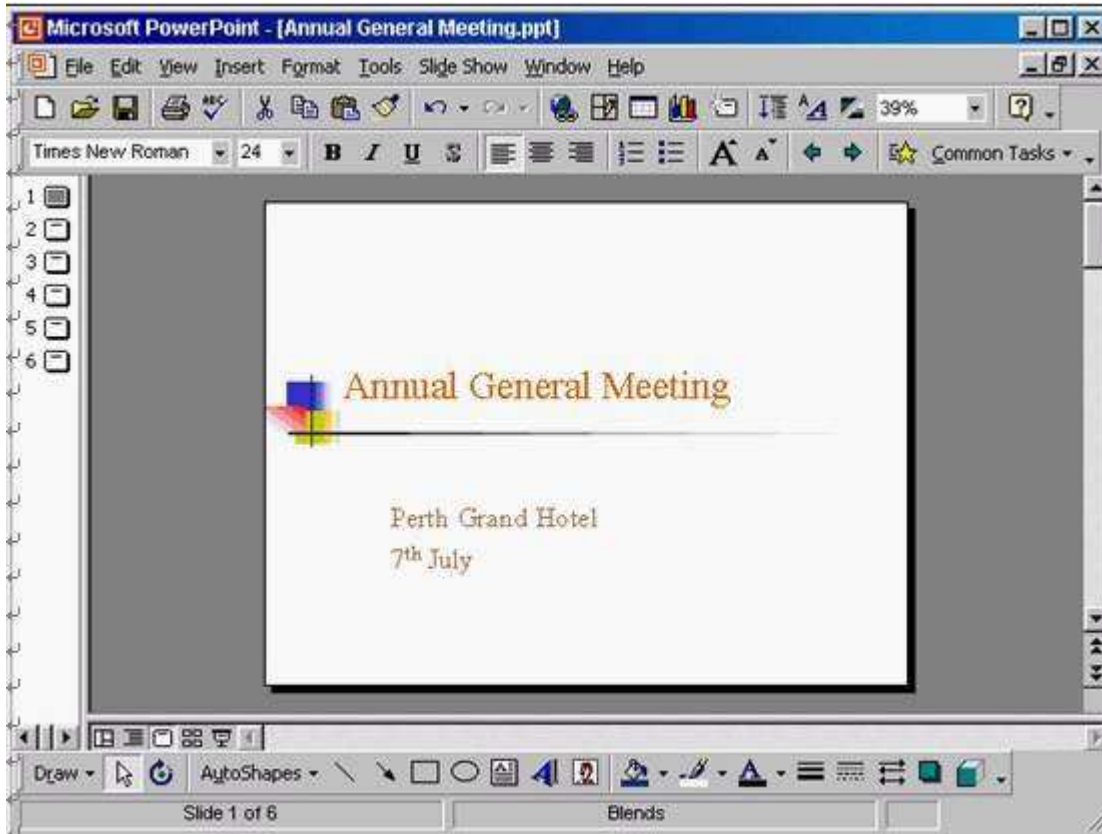 Microsoft PowerPoint - [Annual General Meeting.ppt]
File Edit View Insert Format Tools Slide Show Window Help
ABC A 39% ?
Times New Roman 24 B I U S A A Common Tasks
1
2
3
4
5
6
Annual General Meeting
Perth Grand Hotel
7th July
Draw AutoShapes A A
Slide 1 of 6 Blends